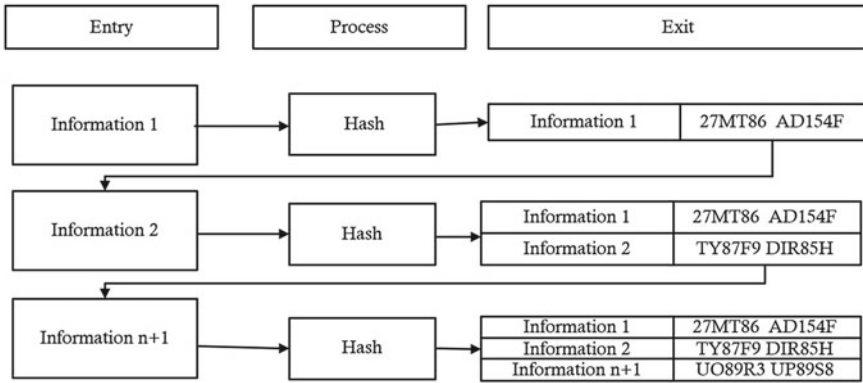 Entry Process Exit
Information 1 Hash Information 1 27MT86 AD154F
Information 2 Hash Information 1 27MT86 AD154F
Information 2 TY87F9 DIR85H
Information n+1 Hash Information 1 27MT86 AD154F
Information 2 TY87F9 DIR85H
Information n+1 UO89R3 UP89S8